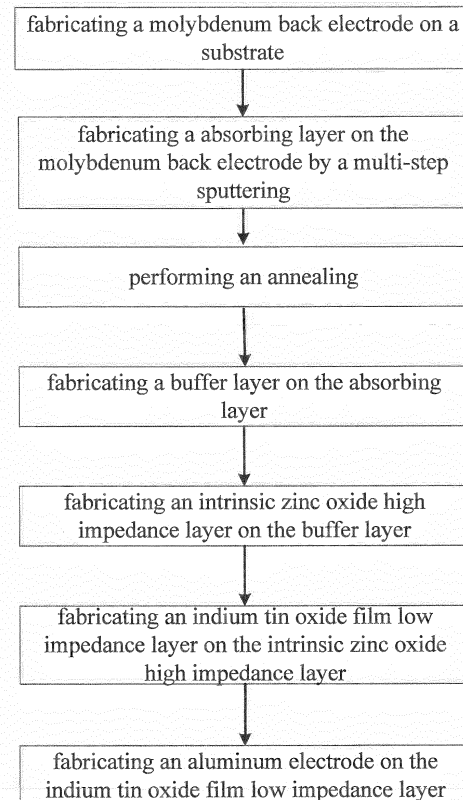 fabricating a molybdenum back electrode on a
substrate
fabricating a absorbing layer on the
molybdenum back electrode by a multi-step
sputtering
performing an annealing
fabricating a buffer layer on the absorbing
layer
fabricating an intrinsic zinc oxide high
impedance layer on the buffer layer
fabricating an indium tin oxide film low
impedance layer on the intrinsic zinc oxide
high impedance layer
fabricating an aluminum electrode on the
indium tin oxide film low impedance layer